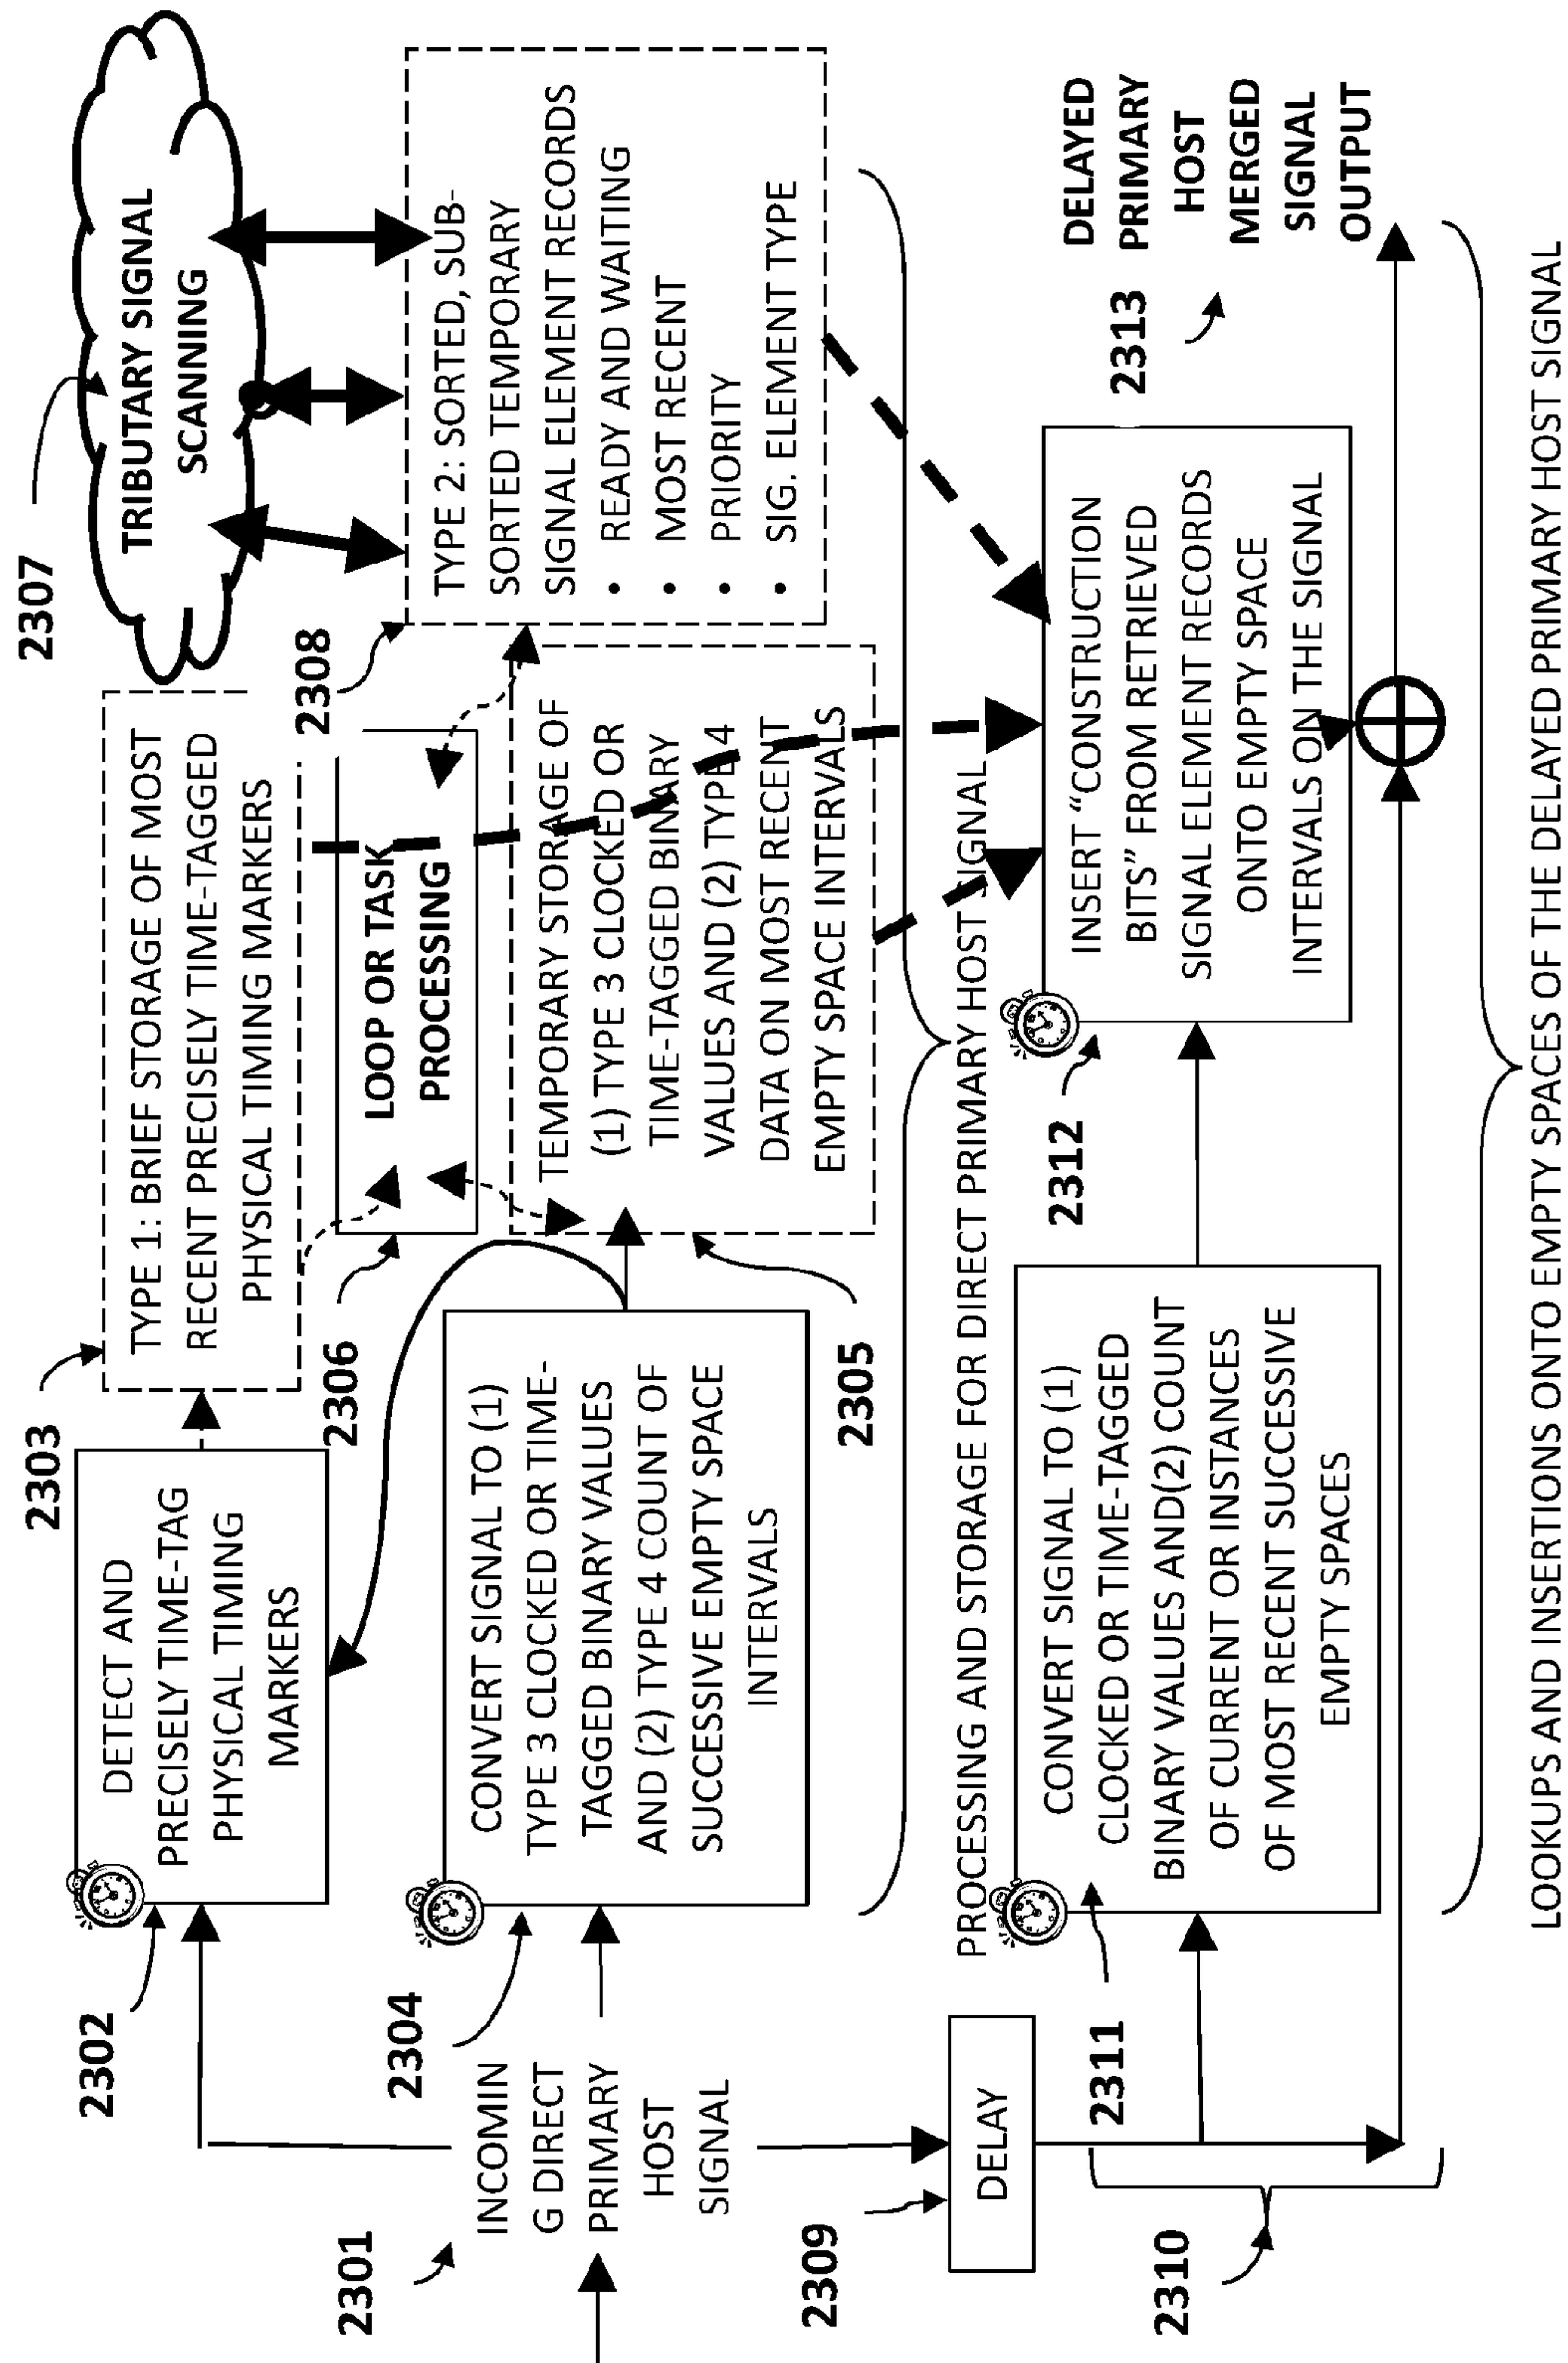 2301
INCOMIN
G DIRECT
PRIMARY
HOST
SIGNAL
2302
DETECT AND
PRECISELY TIME-TAG
PHYSICAL TIMING
MARKERS
2303
TYPE 1: BRIEF STORAGE OF MOST
RECENT PRECISELY TIME-TAGGED
PHYSICAL TIMING MARKERS
2304
CONVERT SIGNAL TO (1)
TYPE 3 CLOCKED OR TIME-
TAGGED BINARY VALUES
AND (2) TYPE 4 COUNT OF
SUCCESSIVE EMPTY SPACE
INTERVALS
2305
TEMPORARY STORAGE OF
(1) TYPE 3 CLOCKED OR
TIME-TAGGED BINARY
VALUES AND (2) TYPE 4
DATA ON MOST RECENT
EMPTY SPACE INTERVALS
2306
LOOP OR TASK
PROCESSING
2307
TRIBUTARY SIGNAL
SCANNING
2308
TYPE 2: SORTED, SUB-
SORTED TEMPORARY
SIGNAL ELEMENT RECORDS
• READY AND WAITING
• MOST RECENT
• PRIORITY
• SIG. ELEMENT TYPE
PROCESSING AND STORAGE FOR DIRECT PRIMARY HOST SIGNAL
2309
DELAY
2310
2311
CONVERT SIGNAL TO (1)
CLOCKED OR TIME-TAGGED
BINARY VALUES AND(2) COUNT
OF CURRENT OR INSTANCES
OF MOST RECENT SUCCESSIVE
EMPTY SPACES
2312
INSERT “CONSTRUCTION
BITS” FROM RETRIEVED
SIGNAL ELEMENT RECORDS
ONTO EMPTY SPACE
INTERVALS ON THE SIGNAL
2313
DELAYED
PRIMARY
HOST
MERGED
SIGNAL
OUTPUT
LOOKUPS AND INSERTIONS ONTO EMPTY SPACES OF THE DELAYED PRIMARY HOST SIGNAL